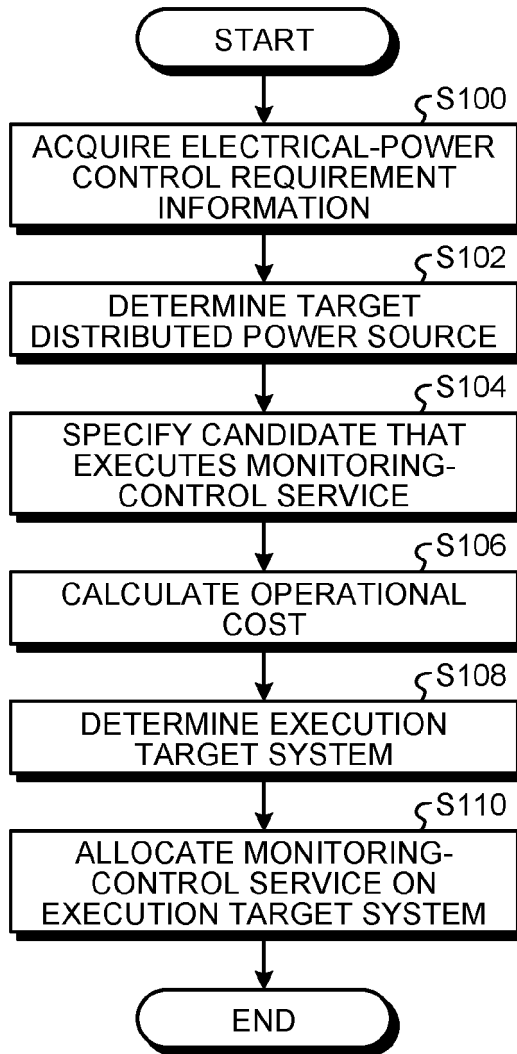 START
S100
ACQUIRE ELECTRICAL-POWER
CONTROL REQUIREMENT
INFORMATION
S102
DETERMINE TARGET
DISTRIBUTED POWER SOURCE
S104
SPECIFY CANDIDATE THAT
EXECUTES MONITORING-
CONTROL SERVICE
S106
CALCULATE OPERATIONAL
COST
S108
DETERMINE EXECUTION
TARGET SYSTEM
S110
ALLOCATE MONITORING-
CONTROL SERVICE ON
EXECUTION TARGET SYSTEM
END